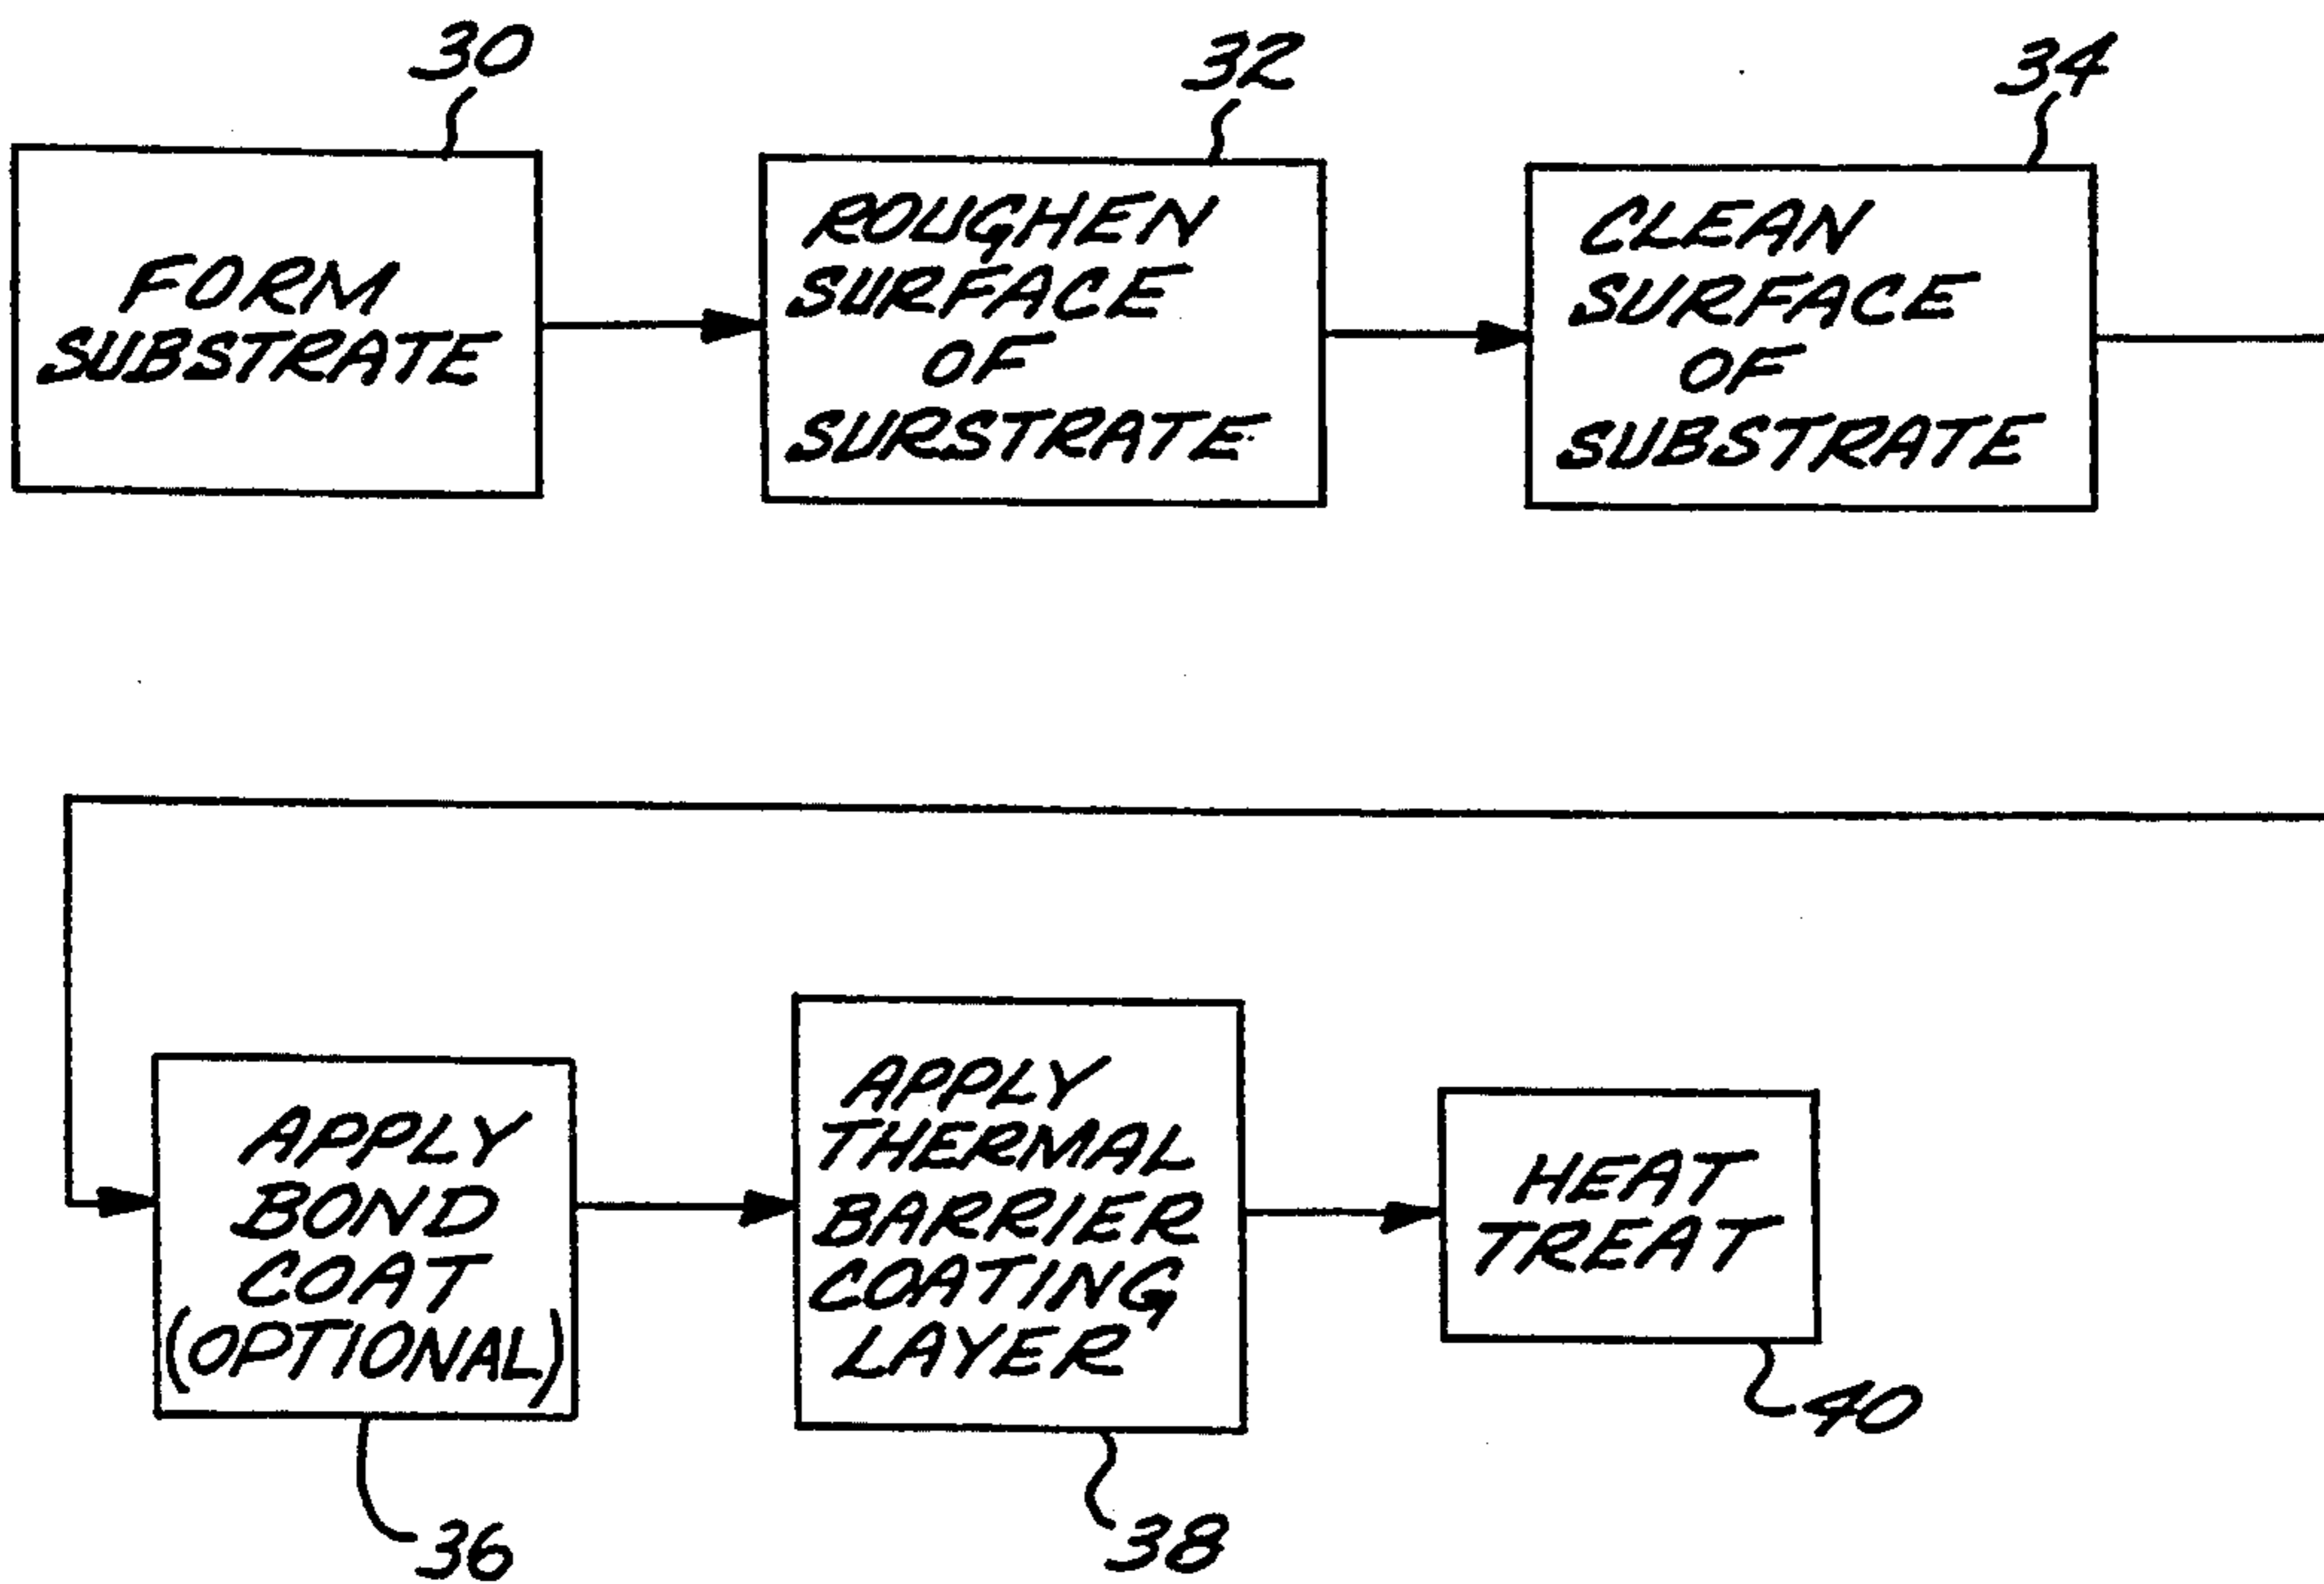 30
FORM
SUBSTRATE
32
ROUGHEN
SURFACE
OF
SURSTRATE
34
CLEAN
SURFACE
OF
SUBSTRATE
APPLY
BOND
COAT
(OPTIONAL)
36
APPLY
THERMAL
BARRIER
COATING
LAYER
38
HEAT
TREAT
40